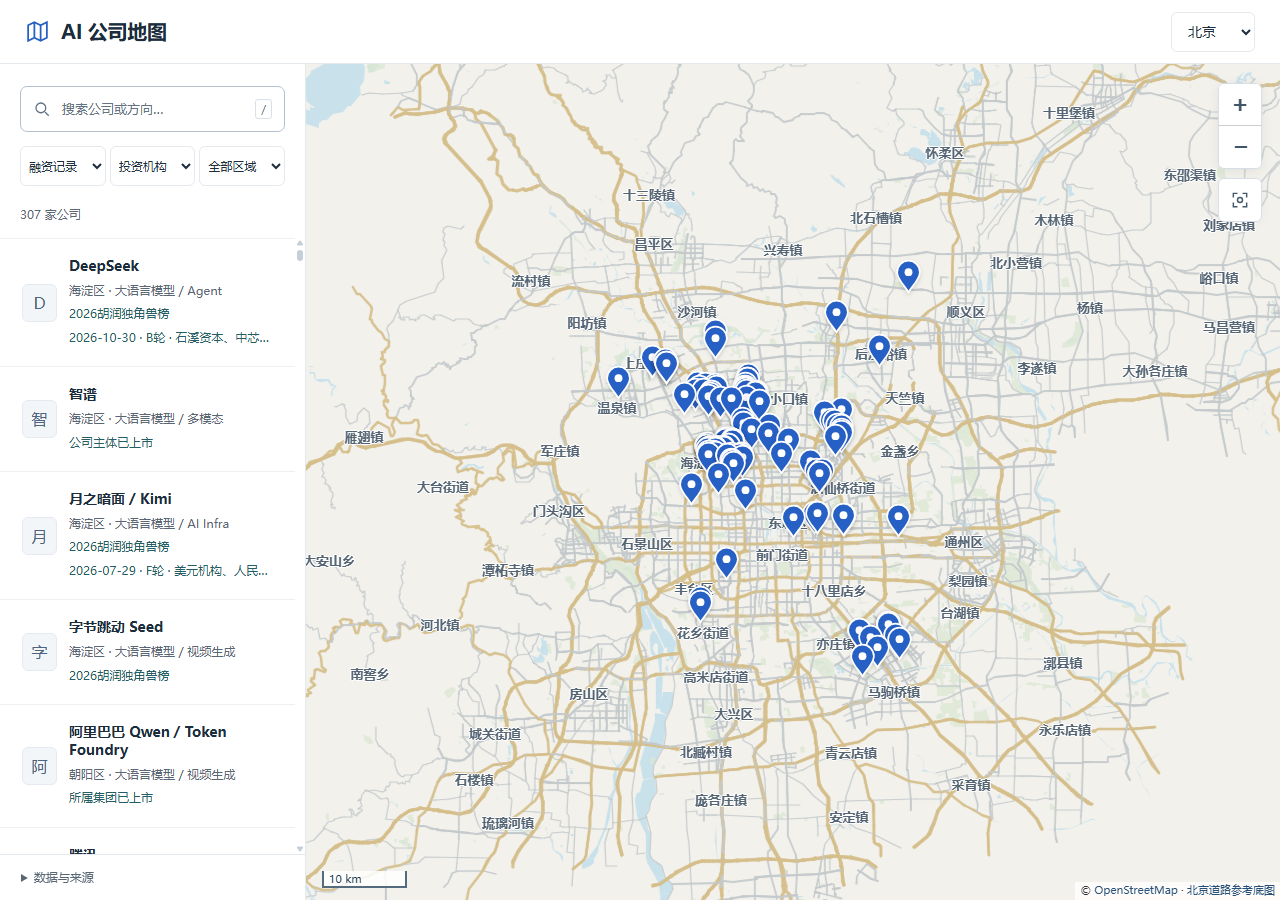 AI 公司地图
北京
搜索公司或方向...
/
融资记录
投资机构
全部区域
307 家公司
D
DeepSeek
海淀区 · 大语言模型 / Agent
2026胡润独角兽榜
2026-10-30 · B轮 · 石溪资本、中芯...
智
智谱
海淀区 · 大语言模型 / 多模态
公司主体已上市
月
月之暗面 / Kimi
海淀区 · 大语言模型 / AI Infra
2026胡润独角兽榜
2026-07-29 · F轮 · 美元机构、人民...
字
字节跳动 Seed
海淀区 · 大语言模型 / 视频生成
2026胡润独角兽榜
阿
阿里巴巴 Qwen / Token
Foundry
朝阳区 · 大语言模型 / 视频生成
所属集团已上市
数据与来源
+
−
十里堡镇
怀柔区
东邵渠镇
十三陵镇
北石槽镇
木林镇
刘家店镇
昌平区
兴寿镇
北小营镇
流村镇
峪口镇
沙河镇
顺义区
杨镇
阳坊镇
马昌营镇
李遂镇
大孙各庄镇
温泉镇
小口镇
天竺镇
雁翅镇
军庄镇
金盏乡
大台街道
门头沟区
石景山区
前门街道
通州区
大安山乡
潭柘寺镇
梨园镇
十八里店乡
台湖镇
河北镇
花乡街道
亦庄镇
漷县镇
南窖乡
高米店街道
房山区
马驹桥镇
大兴区
城关街道
永乐店镇
北臧村镇
青云店镇
石楼镇
采育镇
庞各庄镇
安定镇
琉璃河镇
10 km
© OpenStreetMap · 北京道路参考底图